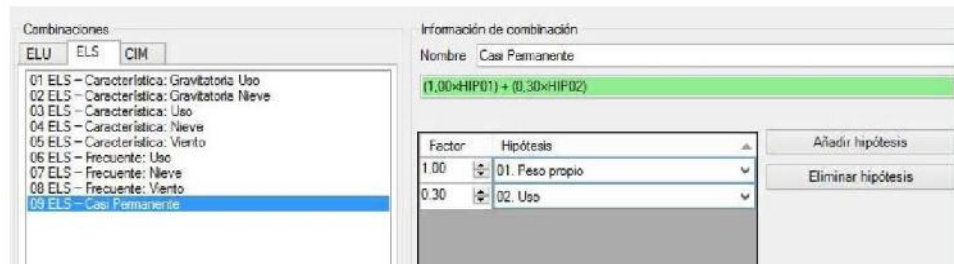 Combinaciones
ELU ELS CIM
01 ELS – Característica: Gravitatoria Uso
02 ELS – Característica: Gravitatoria Nieve
03 ELS – Característica: Uso
04 ELS – Característica: Nieve
05 ELS – Característica: Viento
06 ELS – Frecuente: Uso
07 ELS – Frecuente: Nieve
08 ELS – Frecuente: Viento
09 ELS – Casi Permanente
Información de combinación
Nombre Casi Permanente
(1,00×HIP01) + (0,30×HIP02)
Factor Hipótesis
1.00 01. Peso propio
0.30 02. Uso
Añadir hipótesis
Eliminar hipótesis